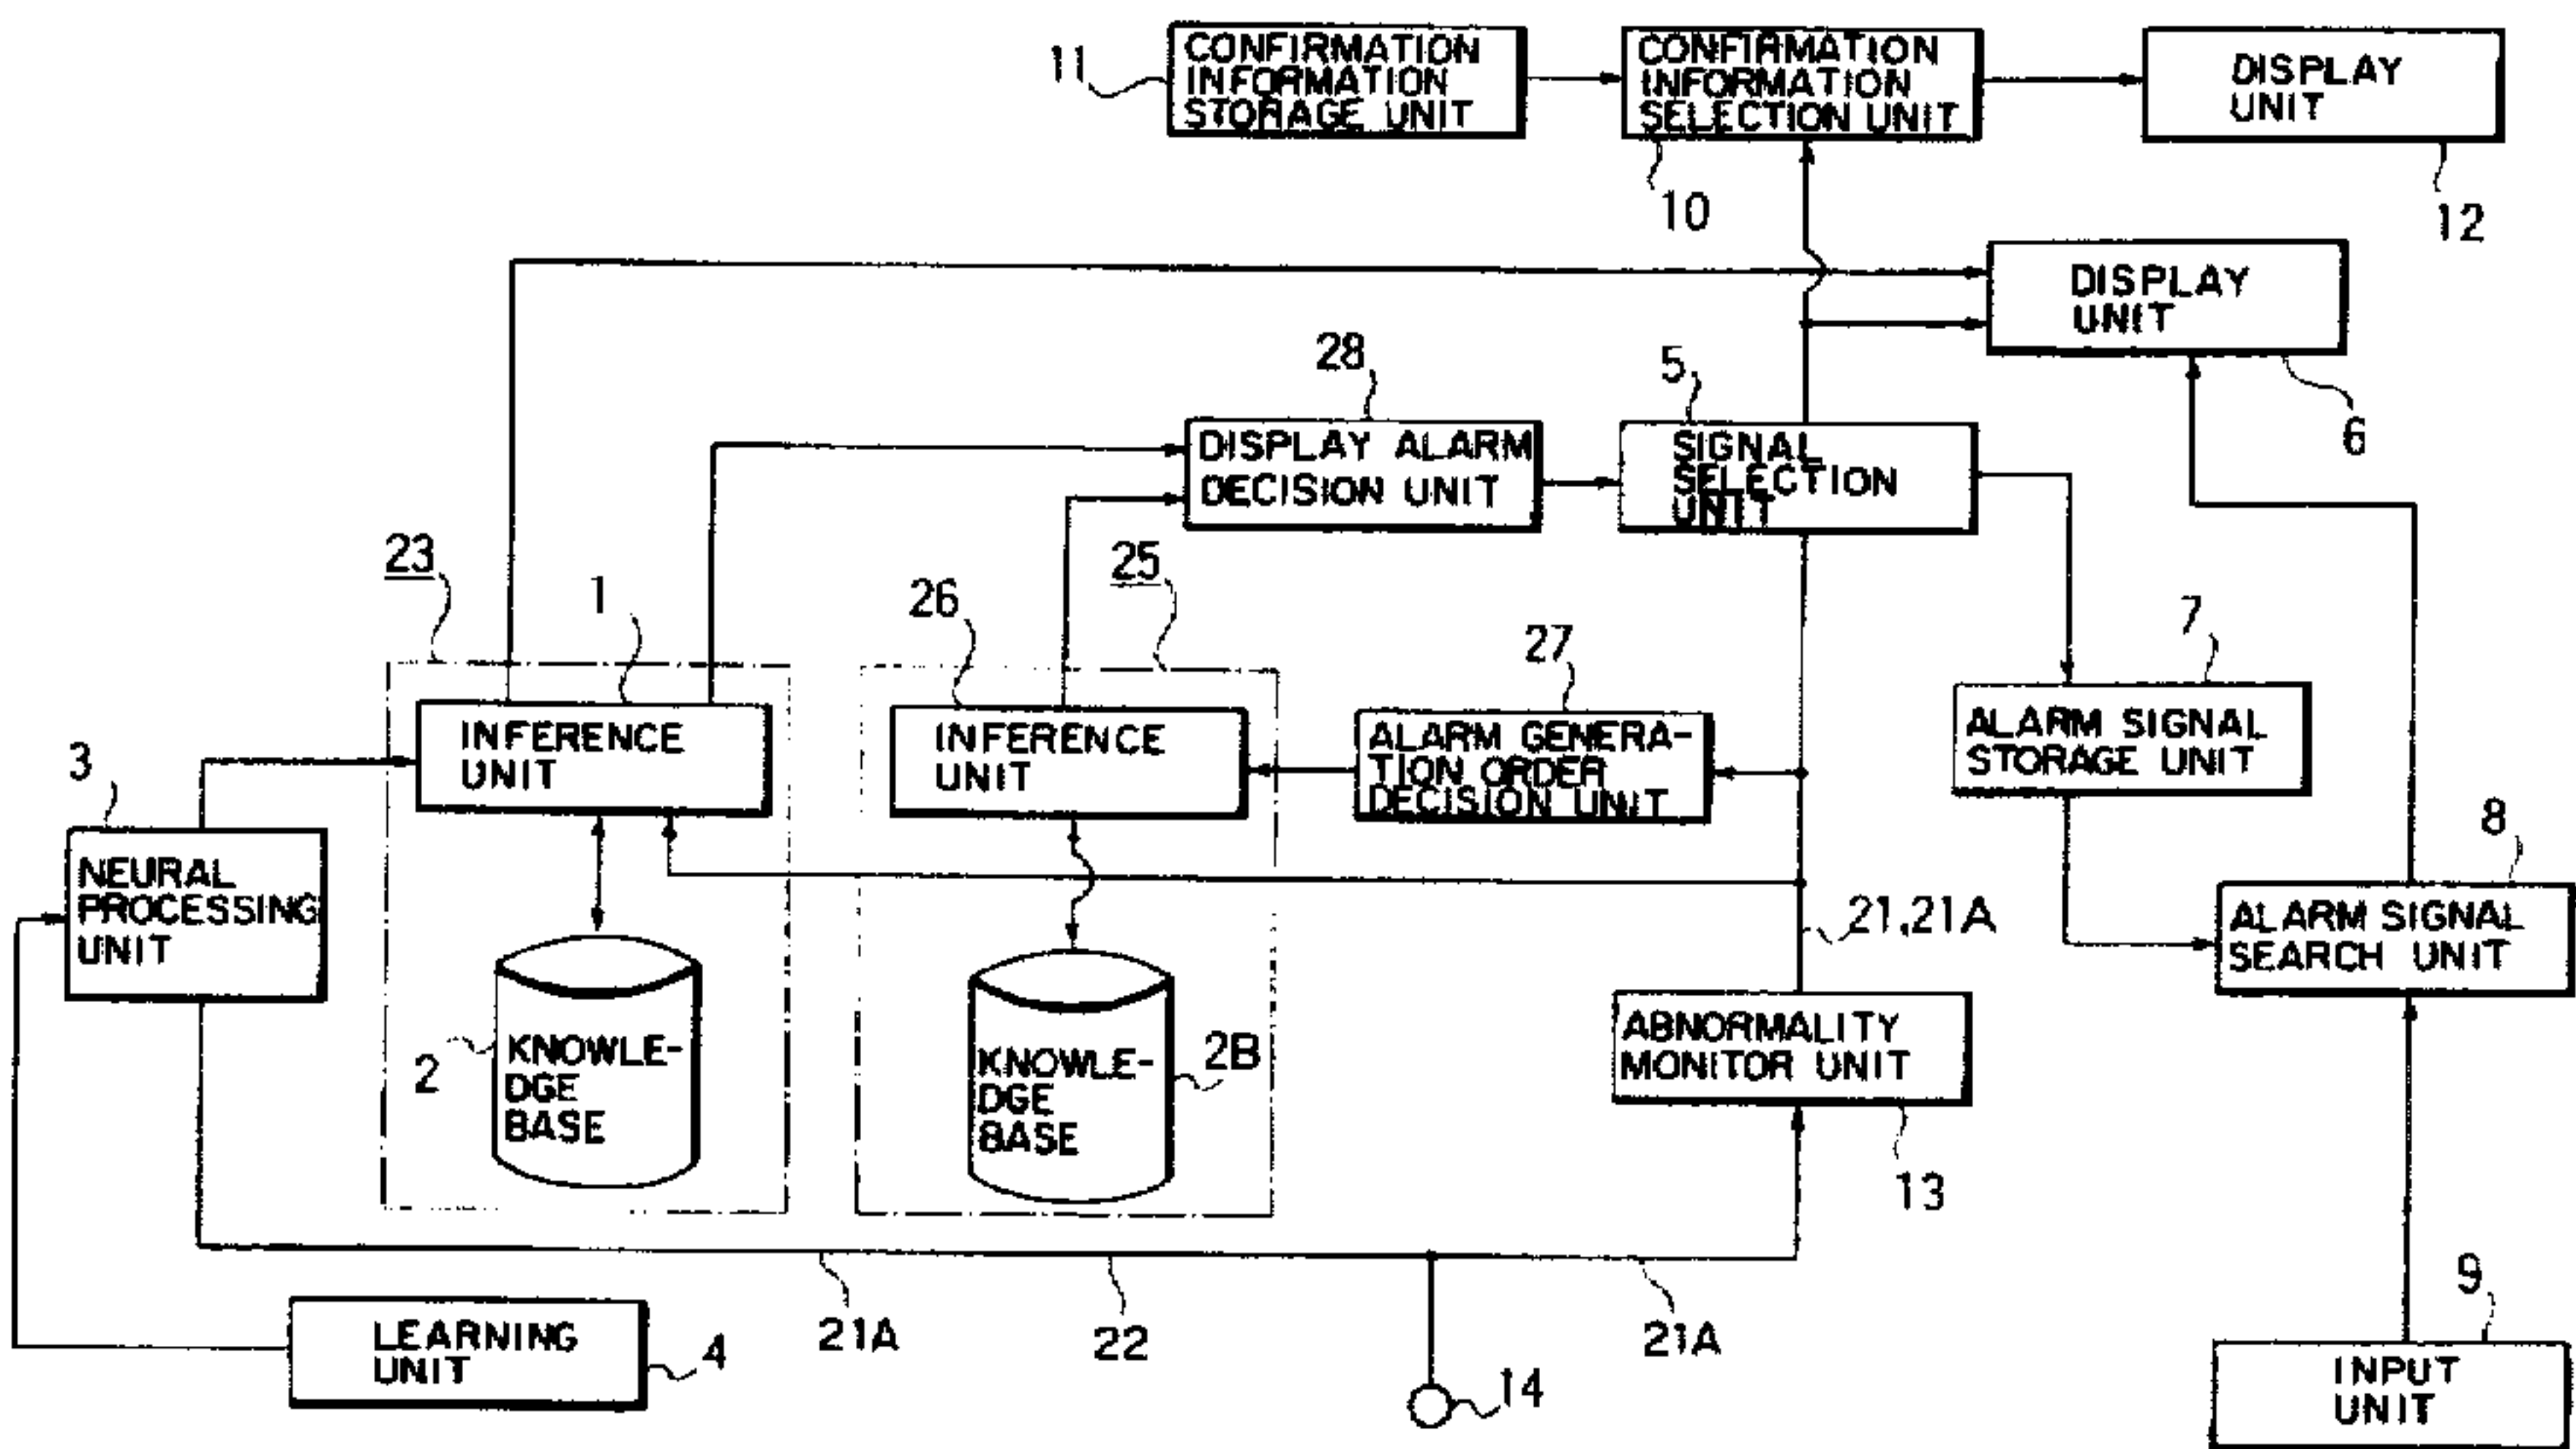 11
CONFIRMATION
INFORMATION
STORAGE UNIT
CONFIRMATION
INFORMATION
SELECTION UNIT
10
DISPLAY
UNIT
12
DISPLAY
UNIT
6
28
DISPLAY ALARM
DECISION UNIT
5
SIGNAL
SELECTION
UNIT
23
1
INFERENCE
UNIT
26
25
INFERENCE
UNIT
27
ALARM GENERA-
TION ORDER
DECISION UNIT
7
ALARM SIGNAL
STORAGE UNIT
3
NEURAL
PROCESSING
UNIT
2
KNOWLE-
DGE
BASE
KNOWLE-
DGE
BASE
2B
21,21A
ABNORMALITY
MONITOR UNIT
13
8
ALARM SIGNAL
SEARCH UNIT
LEARNING
UNIT
4
21A
22
21A
14
9
INPUT
UNIT